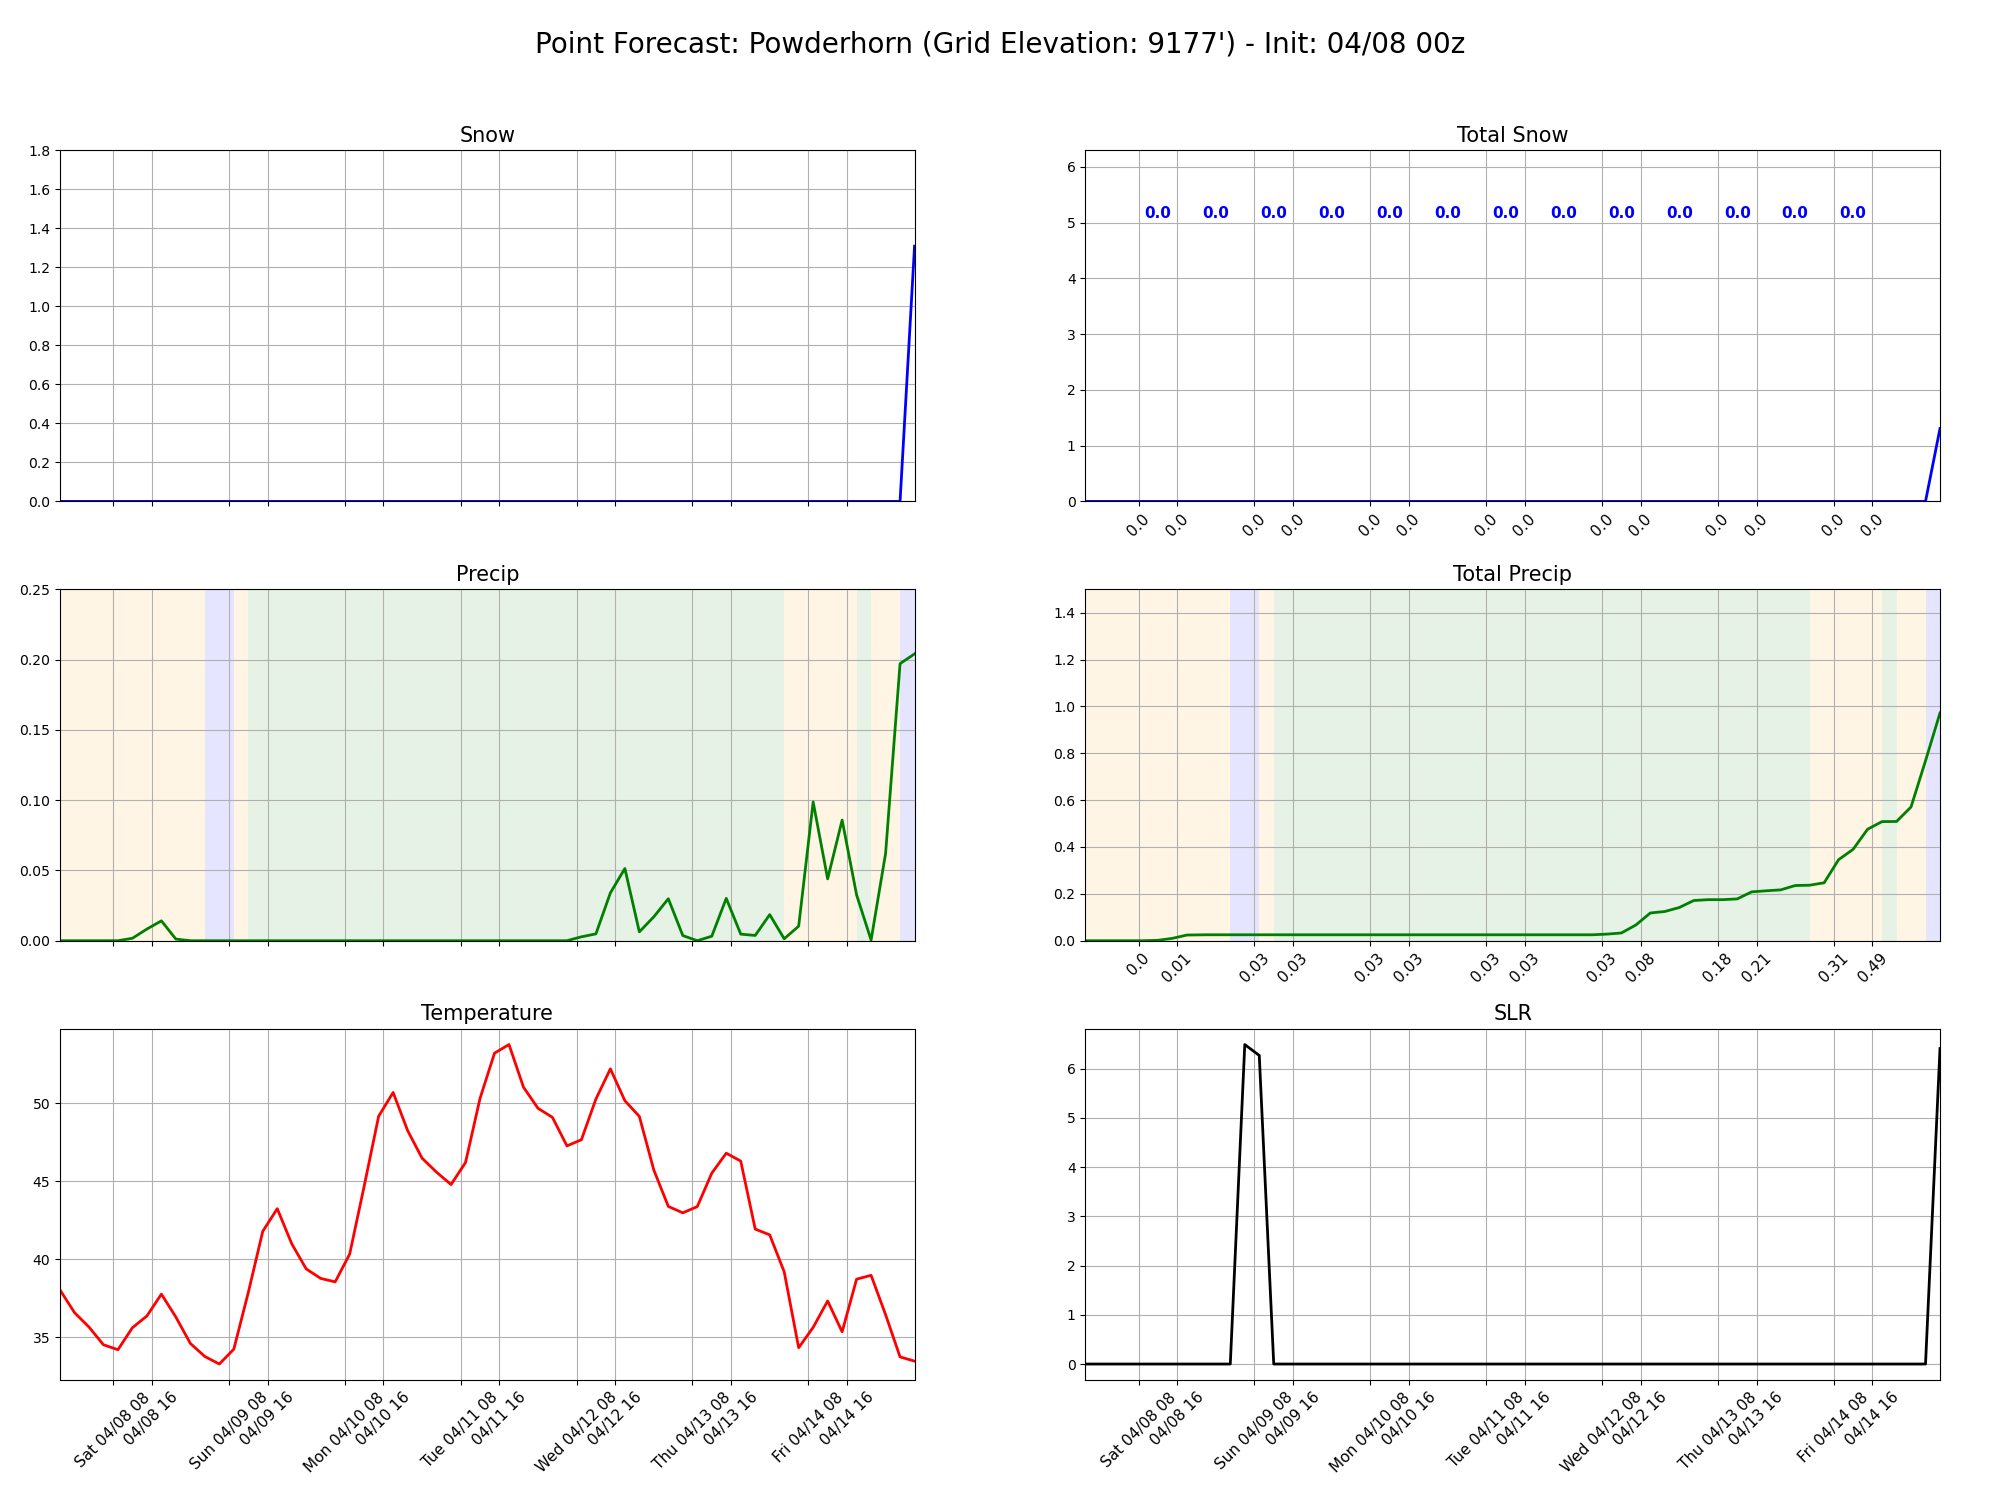 Point Forecast: Powderhorn (Grid Elevation: 9177') - Init: 04/08 00z
Snow
1.8
1.6
1.4
1.2
1.0
0.8
0.6
0.4
0.2
0.0
Total Snow
6
5
4
3
2
1
0
0.0 0.0 0.0 0.0 0.0 0.0 0.0 0.0 0.0 0.0 0.0 0.0 0.0
0.0 0.0 0.0 0.0 0.0 0.0 0.0 0.0 0.0 0.0 0.0 0.0 0.0 0.0
Precip
0.25
0.20
0.15
0.10
0.05
0.00
Total Precip
1.4
1.2
1.0
0.8
0.6
0.4
0.2
0.0
0.0 0.01 0.03 0.03 0.03 0.03 0.03 0.03 0.03 0.08 0.18 0.21 0.31 0.49
Temperature
50
45
40
35
Sat 04/08 08
04/08 16
Sun 04/09 08
04/09 16
Mon 04/10 08
04/10 16
Tue 04/11 08
04/11 16
Wed 04/12 08
04/12 16
Thu 04/13 08
04/13 16
Fri 04/14 08
04/14 16
SLR
6
5
4
3
2
1
0
Sat 04/08 08
04/08 16
Sun 04/09 08
04/09 16
Mon 04/10 08
04/10 16
Tue 04/11 08
04/11 16
Wed 04/12 08
04/12 16
Thu 04/13 08
04/13 16
Fri 04/14 08
04/14 16